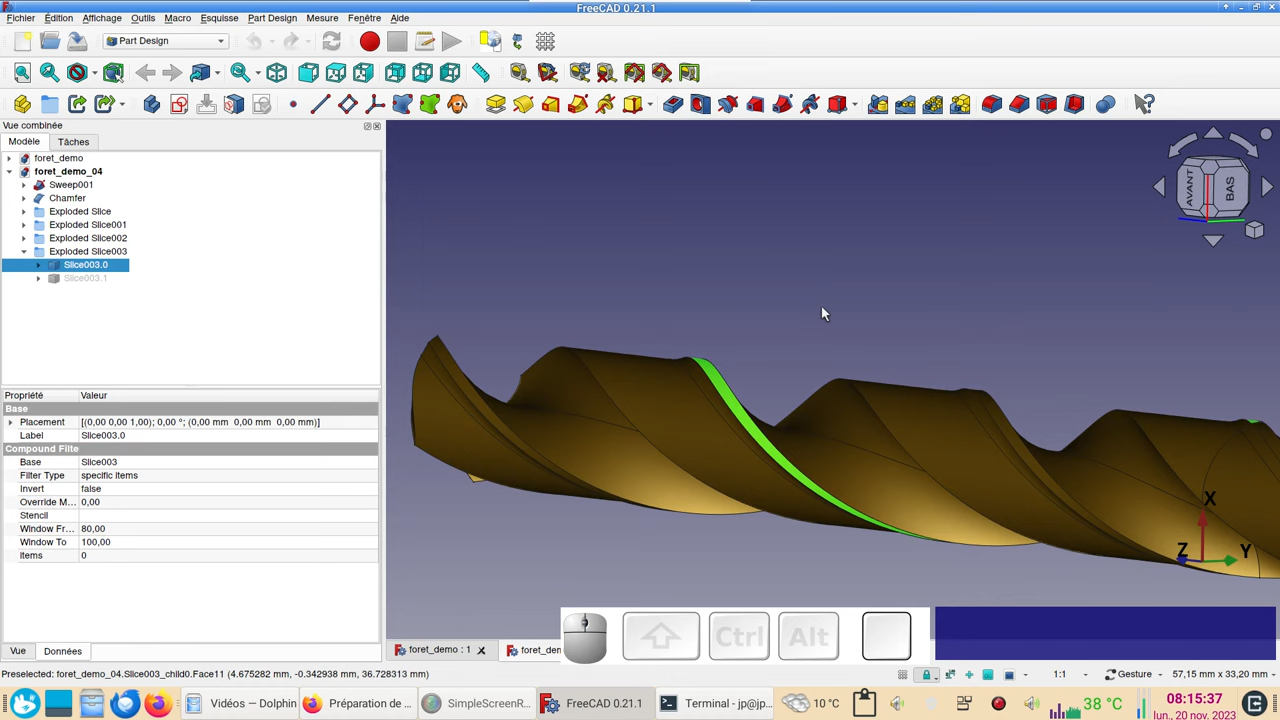 FreeCAD 0.21.1
Fichier Édition Affichage Outils Macro Esquisse Part Design Mesure Fenêtre Aide
Part Design
Vue combinée
Modèle Tâches
foret_demo
foret_demo_04
Sweep001
Chamfer
Exploded Slice
Exploded Slice001
Exploded Slice002
Exploded Slice003
Slice003.0
Slice003.1
AVANT BAS
Propriété Valeur
Base
Placement [(0,00 0,00 1,00); 0,00 °; (0,00 mm 0,00 mm 0,00 mm)]
Label Slice003.0
Compound Filte
Base Slice003
Filter Type specific items
Invert false
Override M... 0,00
Stencil
Window Fr... 80,00
Window To 100,00
Items 0
X
Z Y
Ctrl Alt
Vue Données
foret_demo : 1 foret_den
Preselected: foret_demo_04.Slice003_child0.Face11 (4.675282 mm, -0.342938 mm, 36.728313 mm)
1:1 Gesture 57,15 mm x 33,20 mm
Vidéos — Dolphin Préparation de ... SimpleScreenR... FreeCAD 0.21.1 Terminal - jp@jp... 10 °C 38 °C 08:15:37
lun., 20 nov. 2023